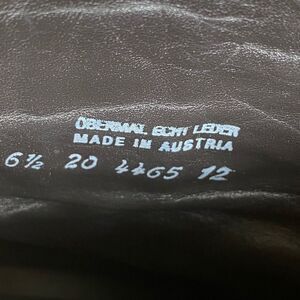 OBERMAT. ECHT LEDER
MADE IN AUSTRIA
6½ 20 4465 12